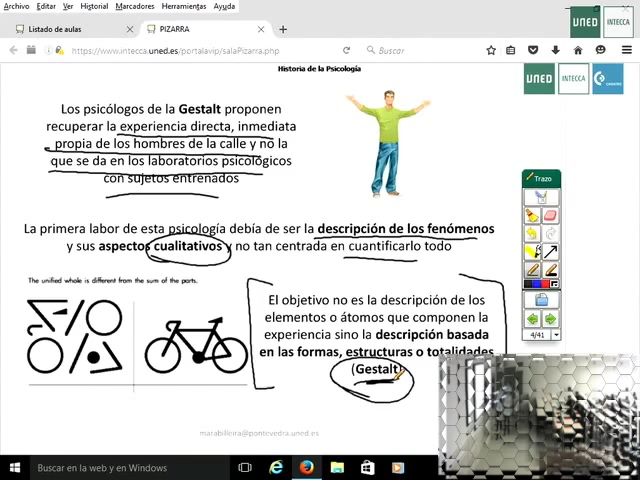 Archivo Editar Ver Historial Marcadores Herramientas Ayuda
Listado de aulas
PIZARRA
https://www.intecca.uned.es/portalavip/salaPizarra.php
Buscar
UNED
INTECCA
Historia de la Psicología
UNED
INTECCA
Los psicólogos de la Gestalt proponen
recuperar la experiencia directa, inmediata
propia de los hombres de la calle y no la
que se da en los laboratorios psicológicos
con sujetos entrenados
Trazo
La primera labor de esta psicología debía de ser la descripción de los fenómenos
y sus aspectos cualitativos y no tan centrada en cuantificarlo todo
The unified whole is different from the sum of the parts.
El objetivo no es la descripción de los
elementos o átomos que componen la
experiencia sino la descripción basada
en las formas, estructuras o totalidades
(Gestalt)
4/41
marabilleira@pontevedra.uned.es
Buscar en la web y en Windows